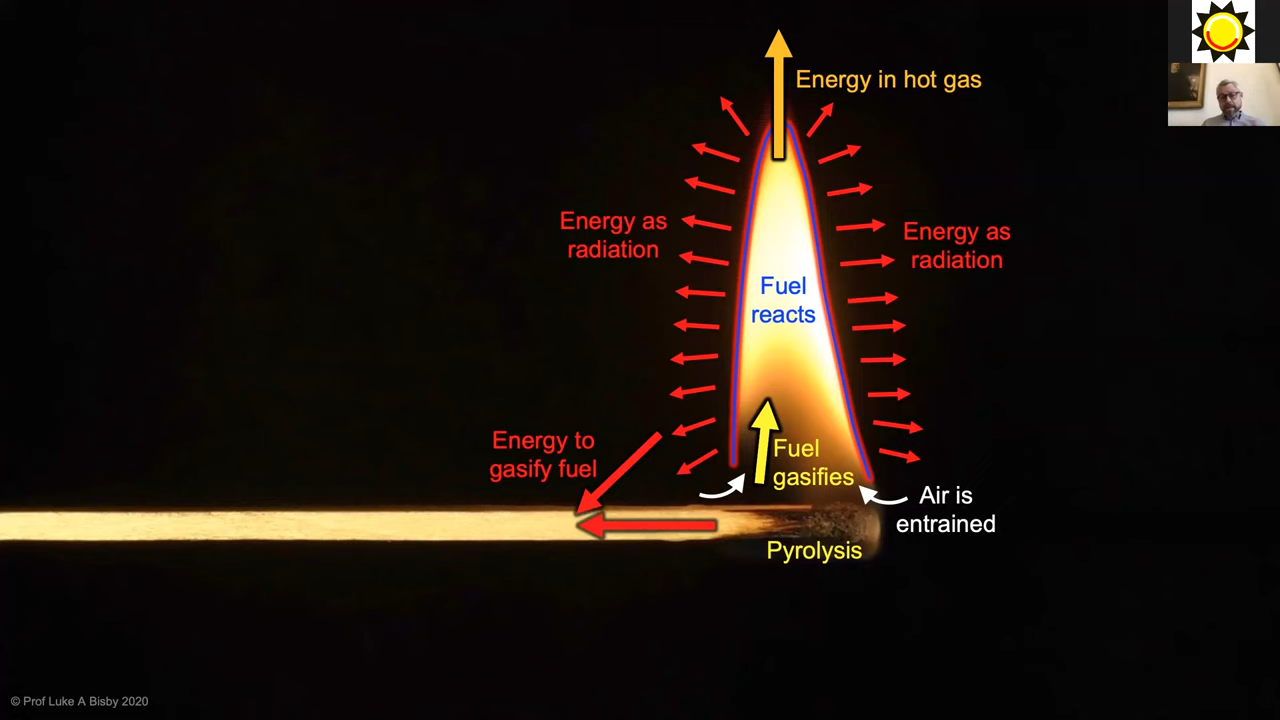 Energy in hot gas
Energy as
radiation
Energy as
radiation
Fuel
reacts
Energy to
gasify fuel
Fuel
gasifies
Air is
entrained
Pyrolysis
© Prof Luke A Bisby 2020